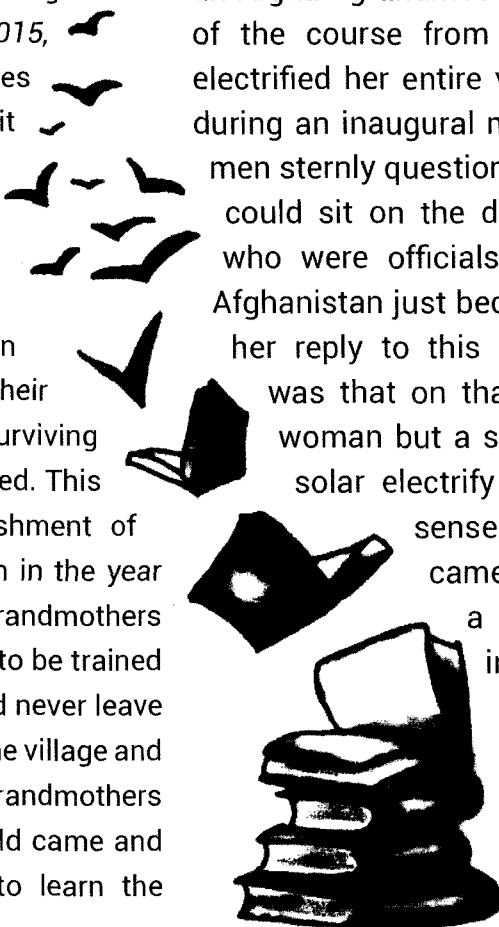 015,
es
it
n
heir
urviving
ed. This
shment of
n in the year
randmothers
to be trained
d never leave
e village and
randmothers
ld came and
to learn the
of the course from
electrified her entire
during an inaugural
men sternly question
could sit on the d
who were officials
Afghanistan just bec
her reply to this
was that on tha
woman but a s
solar electrify
sense
came
a
in